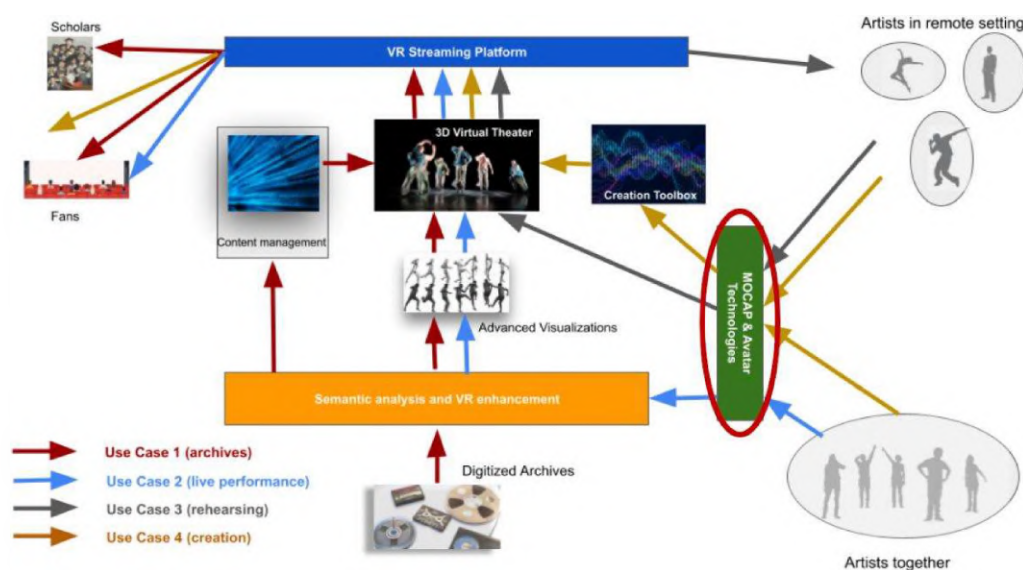 Scholars
VR Streaming Platform
Artists in remote setting
3D Virtual Theater
Creation Toolbox
Fans
Content management
MOCAP & Avatar
Technologies
Advanced Visualizations
Semantic analysis and VR enhancement
Use Case 1 (archives)
Use Case 2 (live performance)
Use Case 3 (rehearsing)
Use Case 4 (creation)
Digitized Archives
Artists together